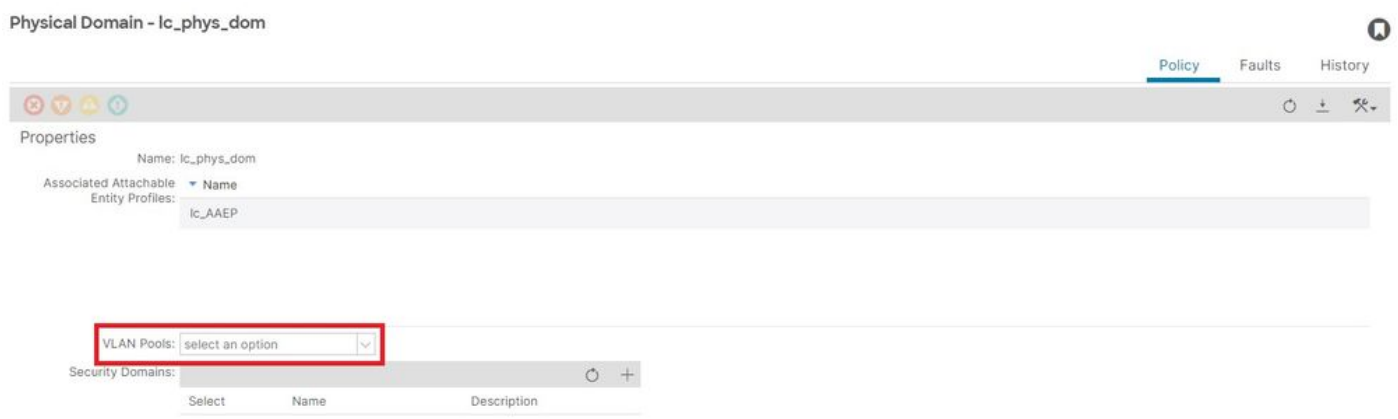 Physical Domain - lc_phys_dom
Policy Faults History
Properties
Name: lc_phys_dom
Associated Attachable Entity Profiles:
Name
lc_AAEP
VLAN Pools: select an option
Security Domains:
Select Name Description